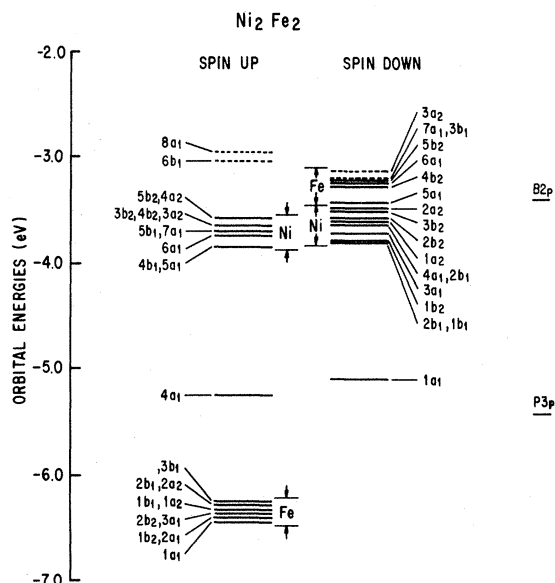 Ni2 Fe2
SPIN UP
SPIN DOWN
ORBITAL ENERGIES (eV)
-2.0
-3.0
-4.0
-5.0
-6.0
-7.0
8a1
6b1
5b2,4a2
3b2,4b2,3a2
5b1,7a1
6a1
4b1,5a1
4a1
,3b1
2b1,2a2
1b1,1a2
2b2,3a1
1b2,2a1
1a1
Ni
Fe
Fe
Ni
3a2
7a1,3b1
5b2
6a1
4b2
5a1
2a2
3b2
2b2
1a2
4a1,2b1
3a1
1b2
2b1,1b1
1a1
B2p
P3p